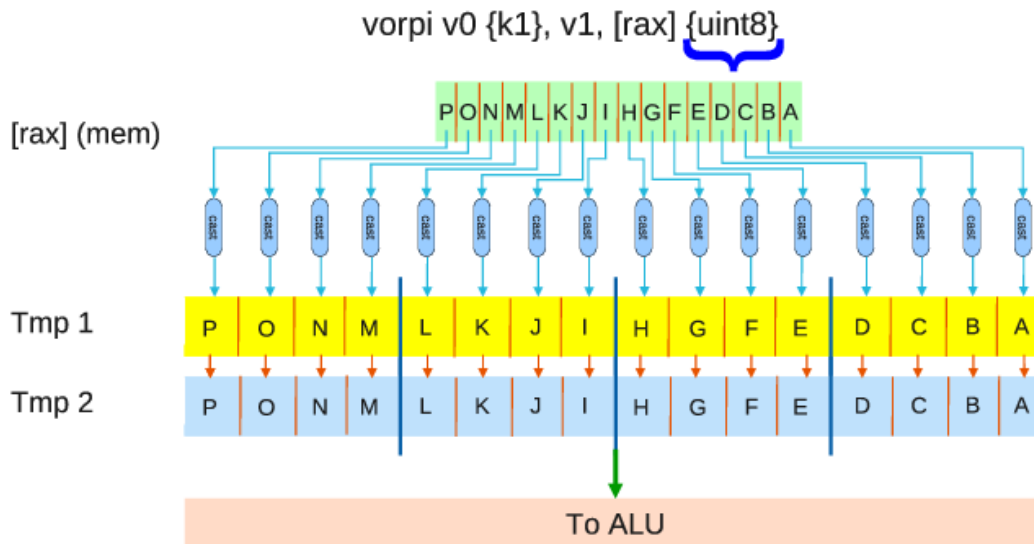 vorpi v0 {k1}, v1, [rax] {uint8}
[rax] (mem)
P O N M L K J I H G F E D C B A
cast cast cast cast cast cast cast cast cast cast cast cast cast cast cast cast
Tmp 1
P O N M L K J I H G F E D C B A
Tmp 2
P O N M L K J I H G F E D C B A
To ALU